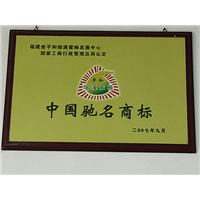 福建省平和琯溪蜜柚发展中心
国家工商行政管理总局认定
平和
中国驰名商标
二00七年九月